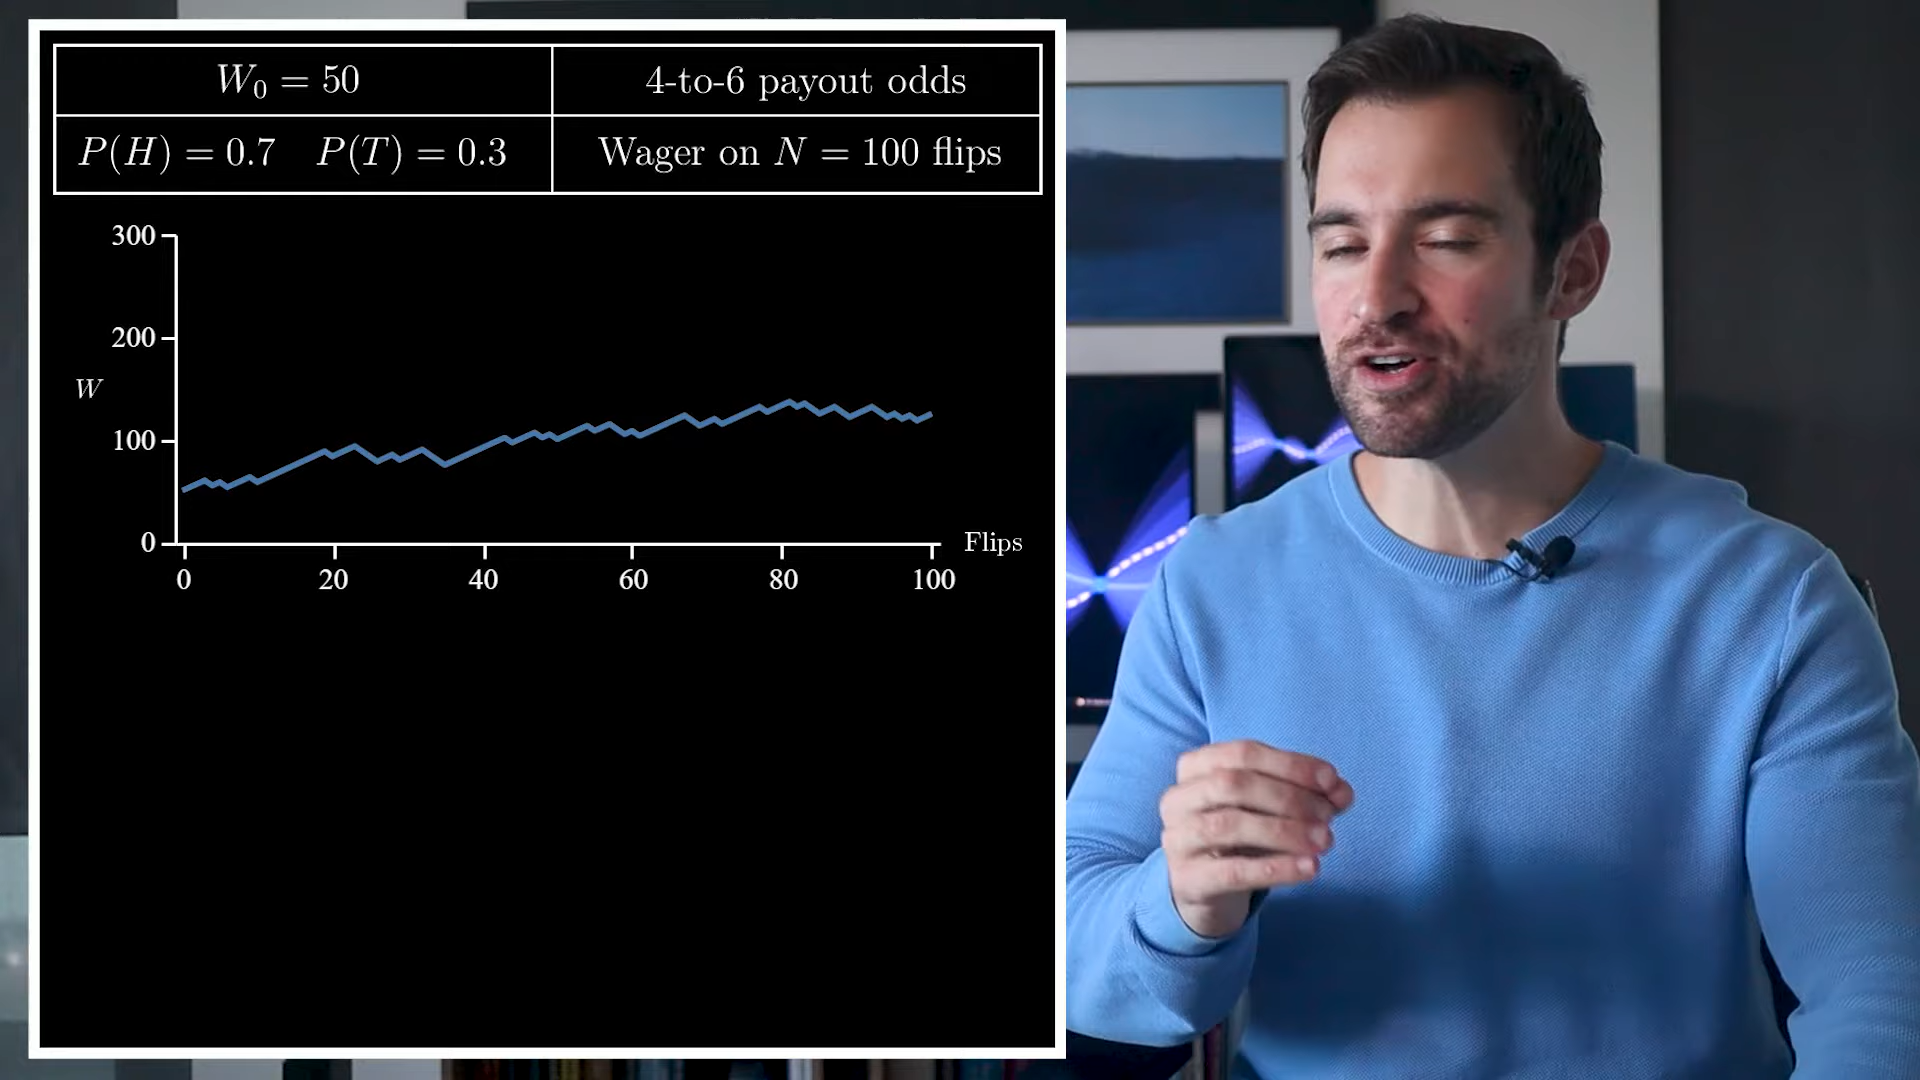 W₀ = 50
4-to-6 payout odds
P(H) = 0.7 P(T) = 0.3
Wager on N = 100 flips
300
200
W
100
0
Flips
0 20 40 60 80 100